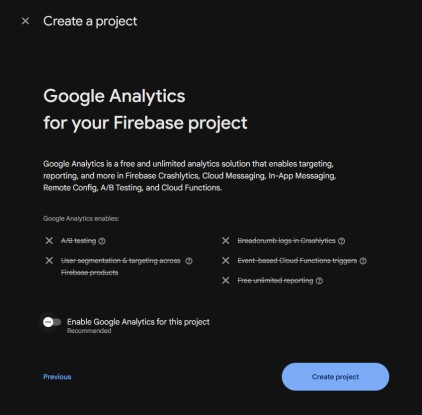 Create a project
Google Analytics
for your Firebase project
Google Analytics is a free and unlimited analytics solution that enables targeting,
reporting, and more in Firebase Crashlytics, Cloud Messaging, In-App Messaging,
Remote Config, A/B Testing, and Cloud Functions.
Google Analytics enables:
A/B testing
User segmentation & targeting across
Firebase products
Breadcrumb logs in Crashlytics
Event-based Cloud Functions triggers
Free unlimited reporting
Enable Google Analytics for this project
Recommended
Previous
Create project